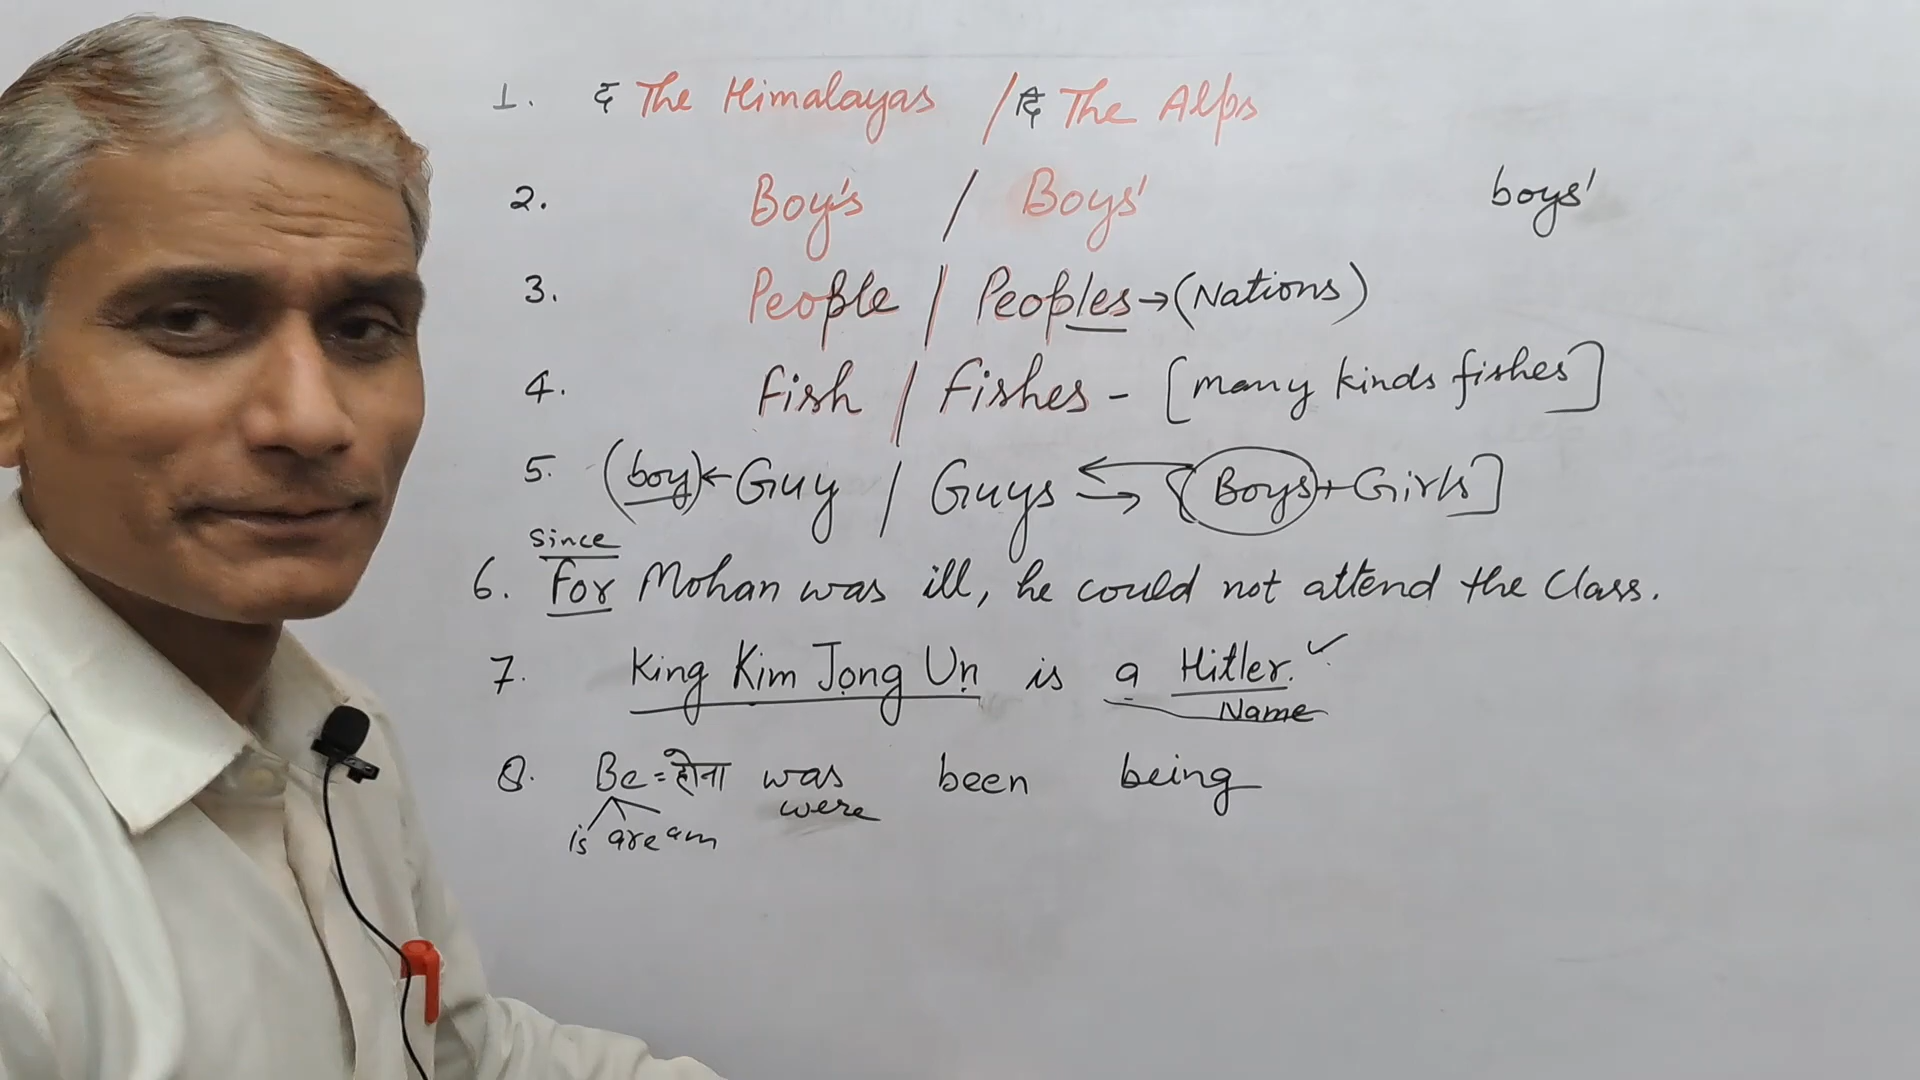 1. द The Himalayas / दि The Alps
2. Boy's / Boys' boys'
3. People / Peoples → (Nations)
4. Fish / Fishes - [many kinds fishes]
5. (boy) ← Guy / Guys [Boys + Girls]
Since
6. For Mohan was ill, he could not attend the Class.
7. King Kim Jong Un is a Hitler. ✓
Name
8. Be = होना was been being
were
is are am